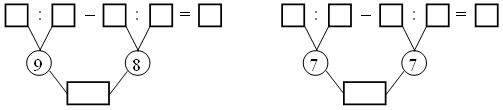 □ : □ – □ : □ = □ □ : □ – □ : □ = □
9 8 7 7